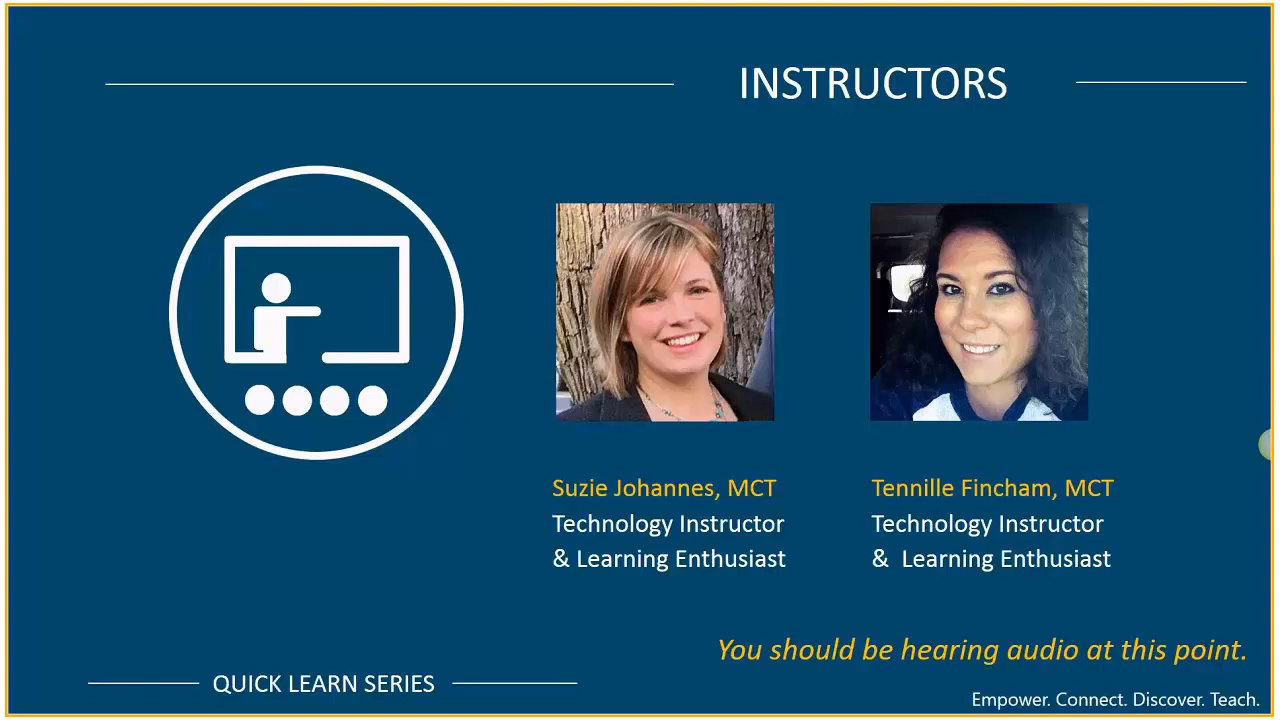 INSTRUCTORS
Suzie Johannes, MCT
Technology Instructor
& Learning Enthusiast
Tennille Fincham, MCT
Technology Instructor
& Learning Enthusiast
You should be hearing audio at this point.
QUICK LEARN SERIES
Empower. Connect. Discover. Teach.